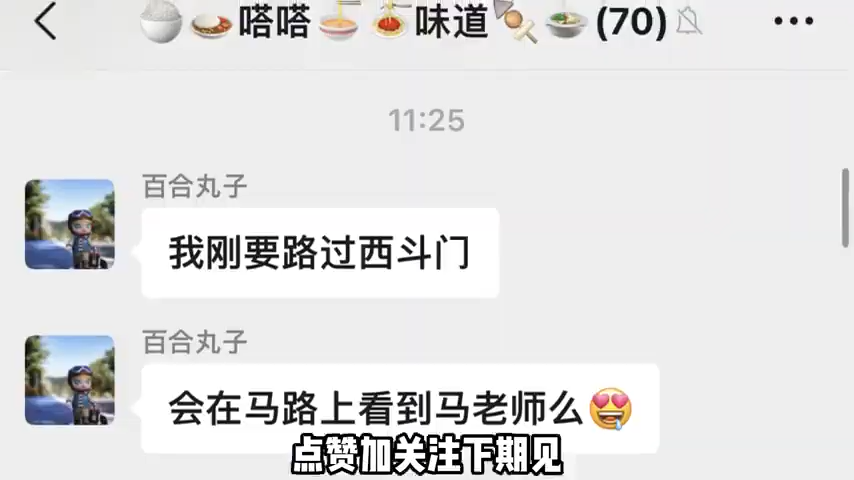 嗒嗒味道(70)
11:25
百合丸子
我刚要路过西斗门
百合丸子
会在马路上看到马老师么
点赞加关注下期见